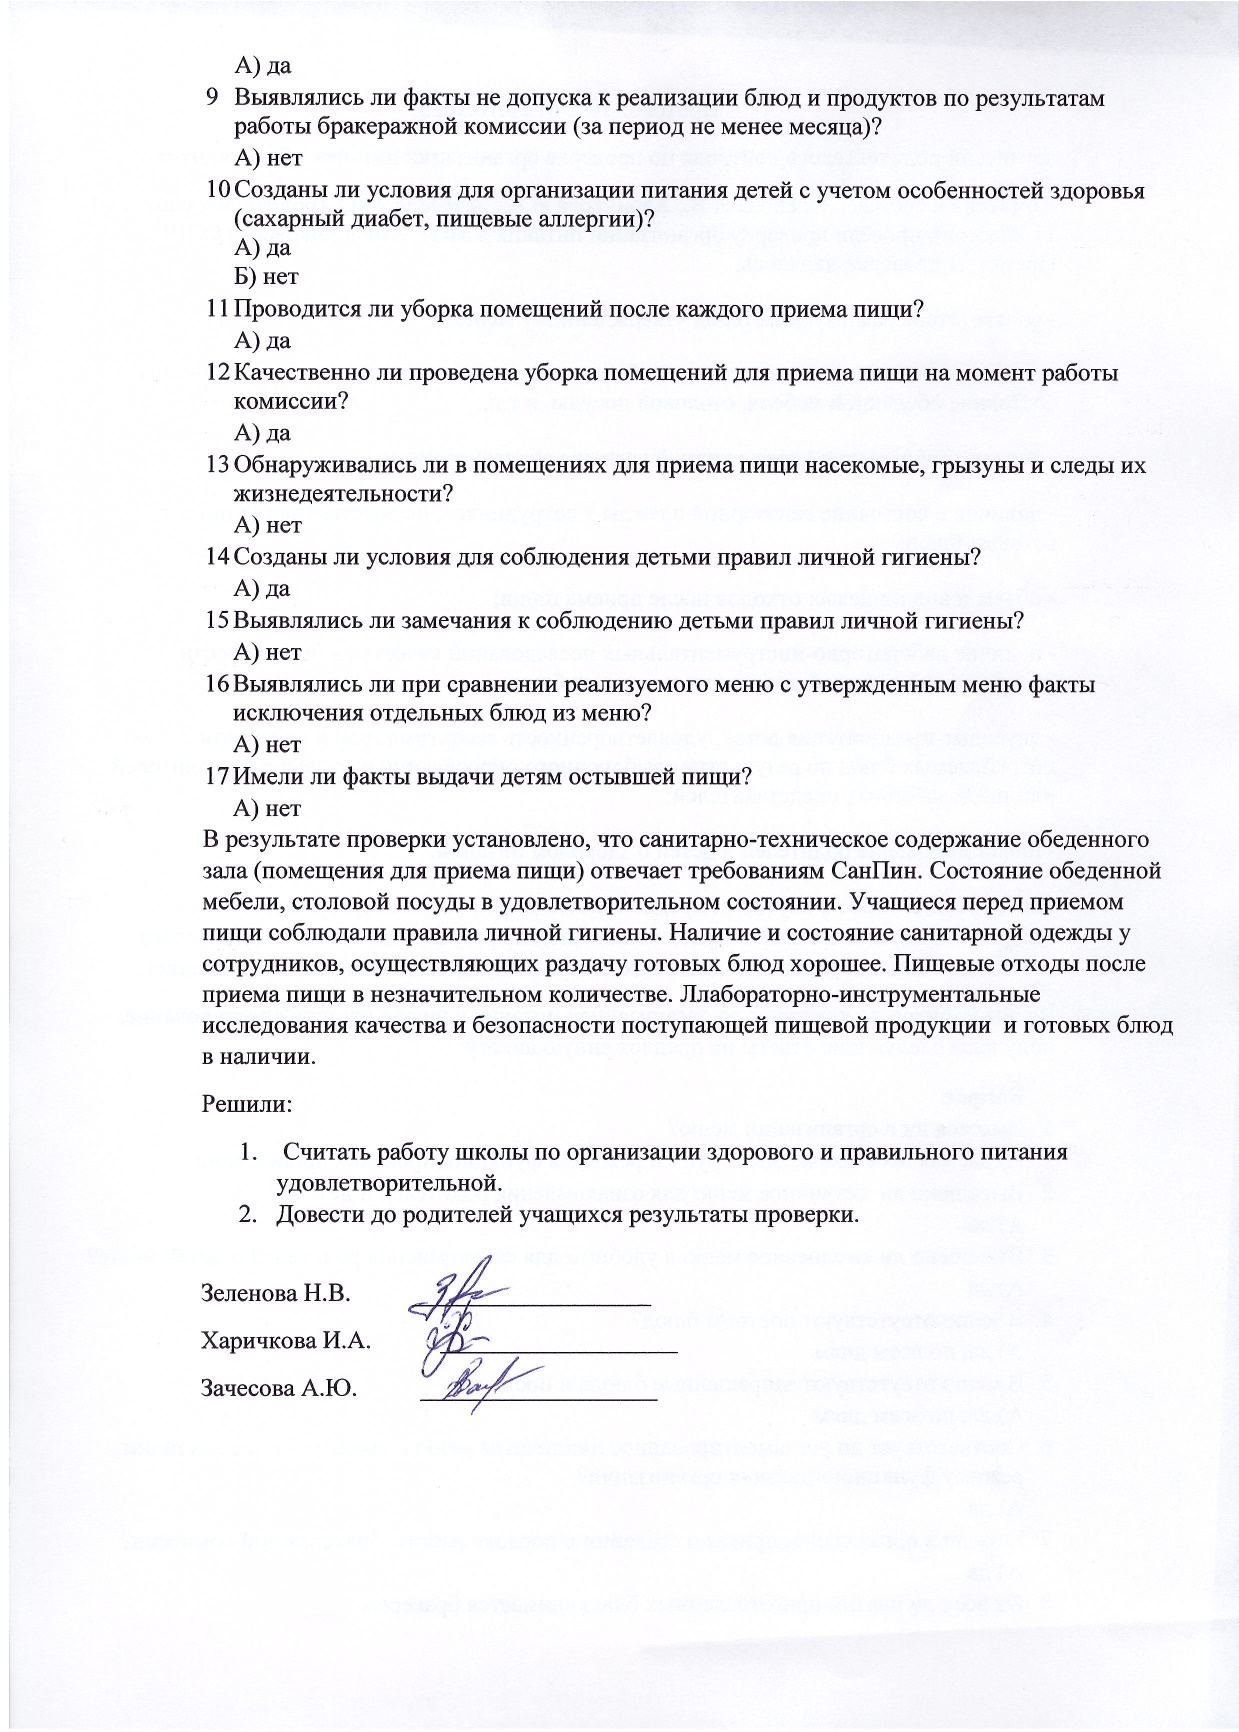 А) да
9 Выявлялись ли факты не допуска к реализации блюд и продуктов по результатам
работы бракеражной комиссии (за период не менее месяца)?
А) нет
10 Созданы ли условия для организации питания детей с учетом особенностей здоровья
(сахарный диабет, пищевые аллергии)?
А) да
Б) нет
11 Проводится ли уборка помещений после каждого приема пищи?
А) да
12 Качественно ли проведена уборка помещений для приема пищи на момент работы
комиссии?
А) да
13 Обнаруживались ли в помещениях для приема пищи насекомые, грызуны и следы их
жизнедеятельности?
А) нет
14 Созданы ли условия для соблюдения детьми правил личной гигиены?
А) да
15 Выявлялись ли замечания к соблюдению детьми правил личной гигиены?
А) нет
16 Выявлялись ли при сравнении реализуемого меню с утвержденным меню факты
исключения отдельных блюд из меню?
А) нет
17 Имели ли факты выдачи детям остывшей пищи?
А) нет
В результате проверки установлено, что санитарно-техническое содержание обеденного
зала (помещения для приема пищи) отвечает требованиям СанПин. Состояние обеденной
мебели, столовой посуды в удовлетворительном состоянии. Учащиеся перед приемом
пищи соблюдали правила личной гигиены. Наличие и состояние санитарной одежды у
сотрудников, осуществляющих раздачу готовых блюд хорошее. Пищевые отходы после
приема пищи в незначительном количестве. Ллабораторно-инструментальные
исследования качества и безопасности поступающей пищевой продукции  и готовых блюд
в наличии.
Решили:
1. Считать работу школы по организации здорового и правильного питания
удовлетворительной.
2. Довести до родителей учащихся результаты проверки.
Зеленова Н.В.
Харичкова И.А.
Зачесова А.Ю.